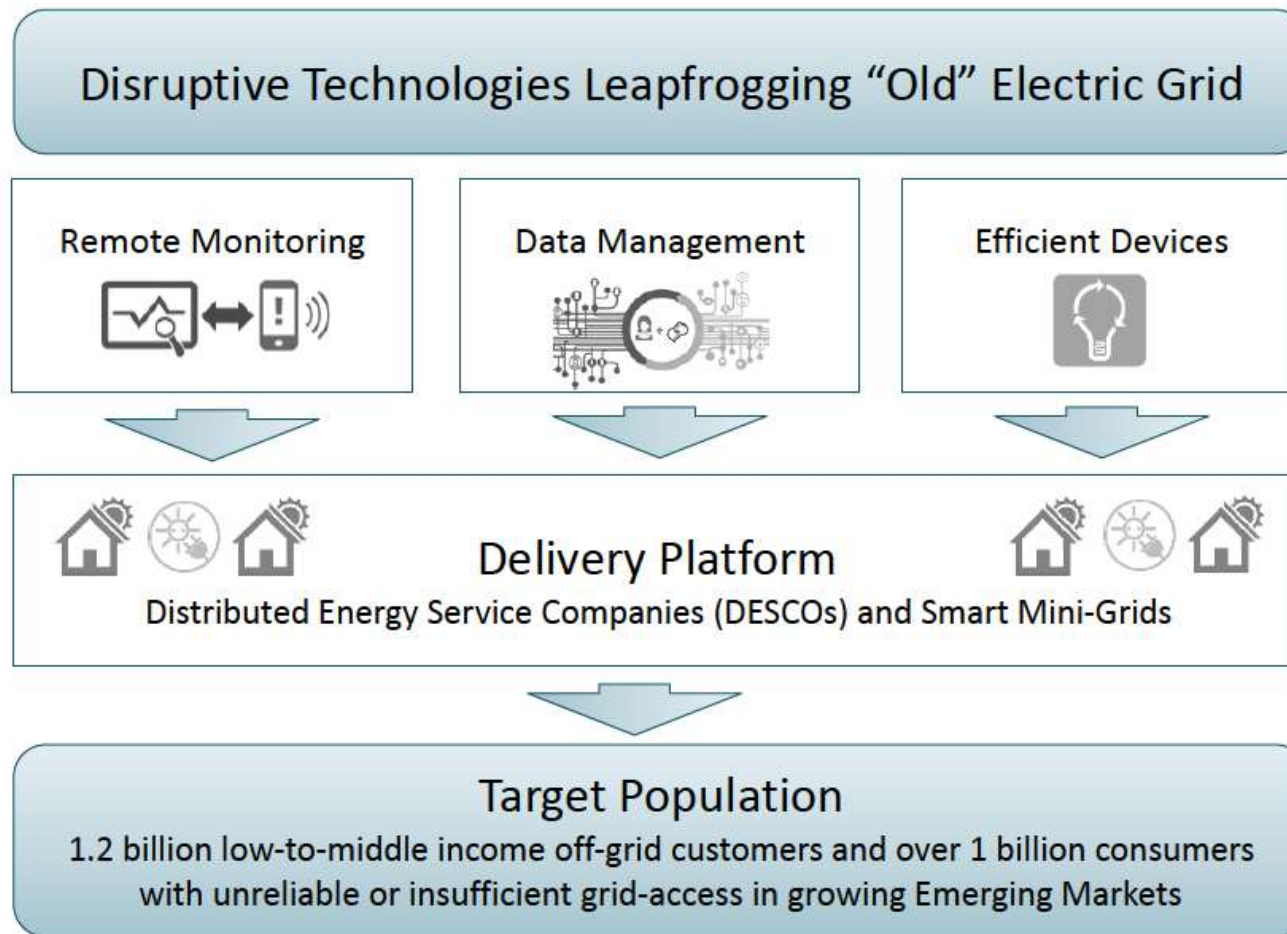 Disruptive Technologies Leapfrogging “Old” Electric Grid
Remote Monitoring
Data Management
Efficient Devices
Delivery Platform
Distributed Energy Service Companies (DESCOs) and Smart Mini-Grids
Target Population
1.2 billion low-to-middle income off-grid customers and over 1 billion consumers
with unreliable or insufficient grid-access in growing Emerging Markets